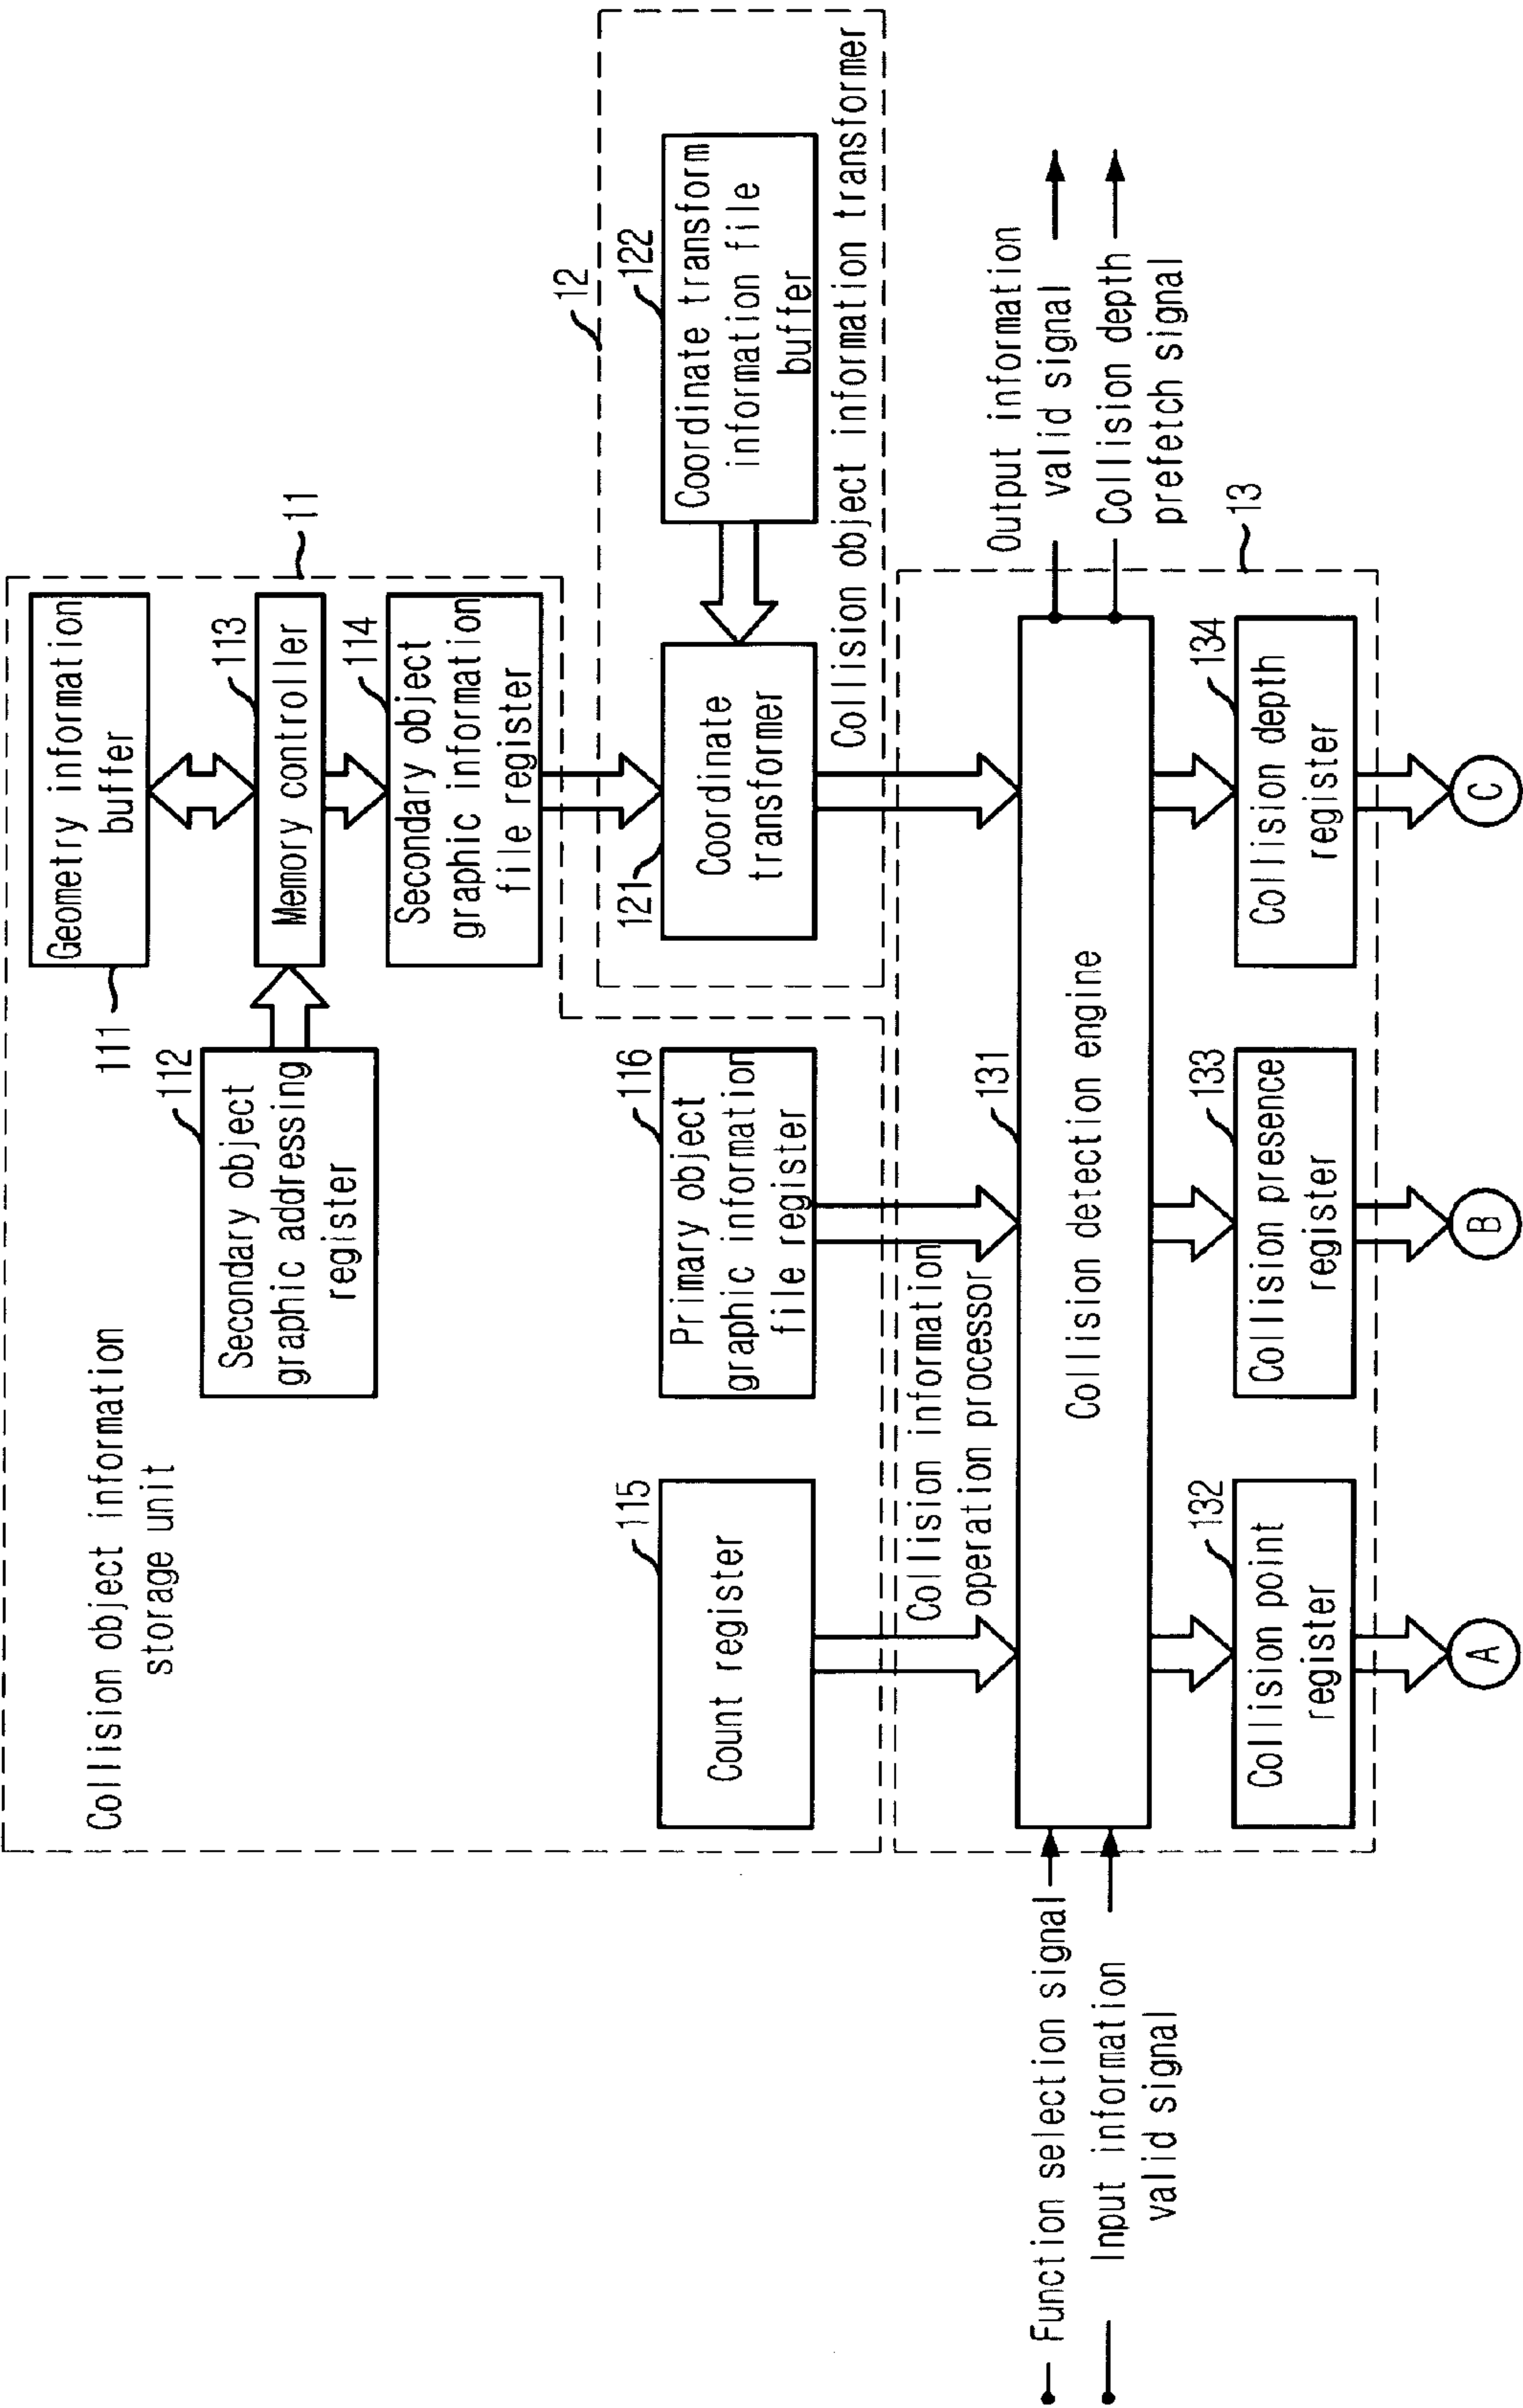 Collision object information
storage unit
111
Geometry information
buffer
11
112
Secondary object
graphic addressing
register
113
Memory controller
114
Secondary object
graphic information
file register
115
Count register
116
Primary object
graphic information
file register
12
121
Coordinate
transformer
122
Coordinate transform
information file
buffer
Collision object information transformer
Collision information
operation processor
131
Collision detection engine
Function selection signal
Input information
valid signal
Output information
valid signal
Collision depth
prefetch signal
13
132
Collision point
register
133
Collision presence
register
134
Collision depth
register
A
B
C